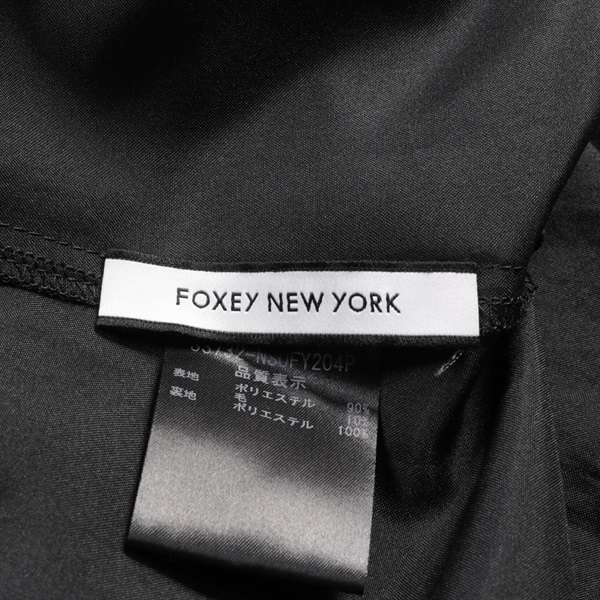 FOXEY NEW YORK
品質表示
表地 ポリエステル 90%
毛 10%
裏地 ポリエステル 100%